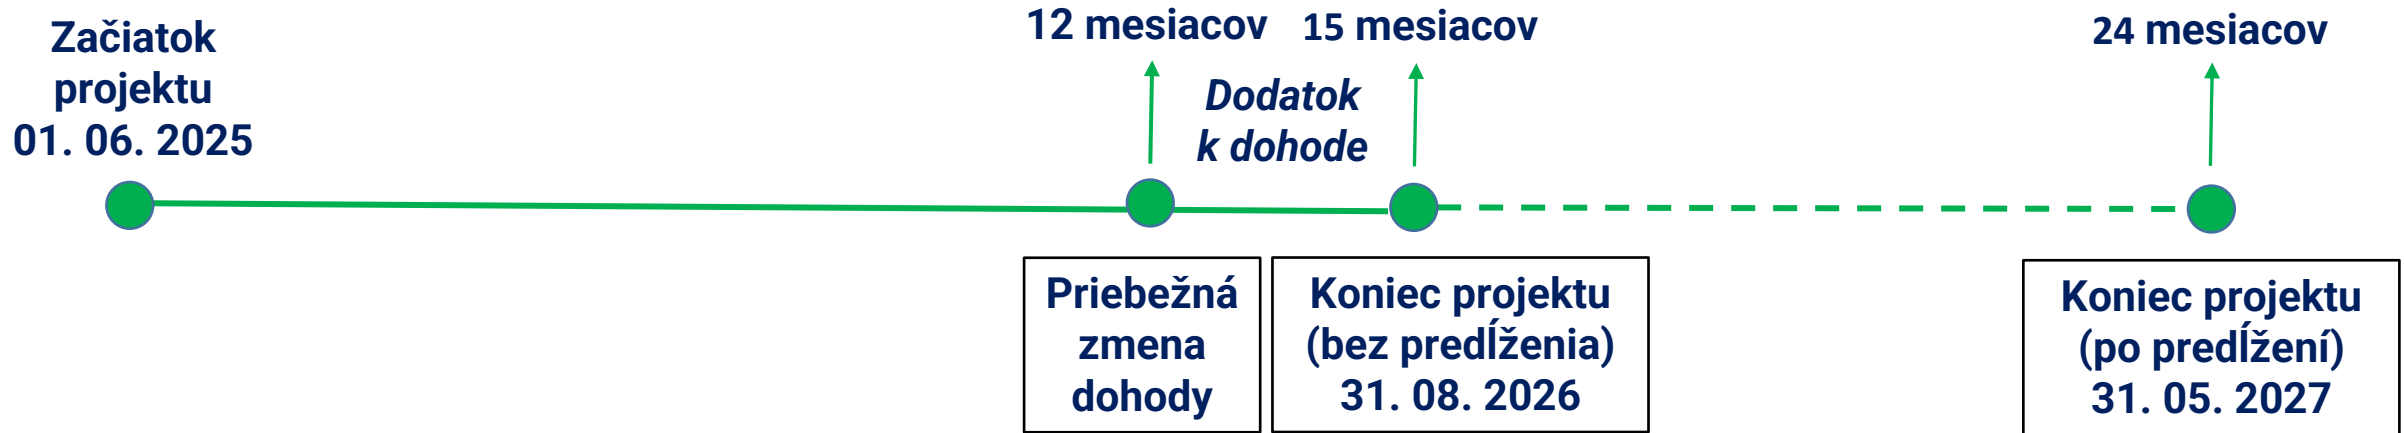 Začiatok
projektu
01. 06. 2025
12 mesiacov
Dodatok
k dohode
15 mesiacov
24 mesiacov
Priebežná
zmena
dohody
Koniec projektu
(bez predĺženia)
31. 08. 2026
Koniec projektu
(po predĺžení)
31. 05. 2027